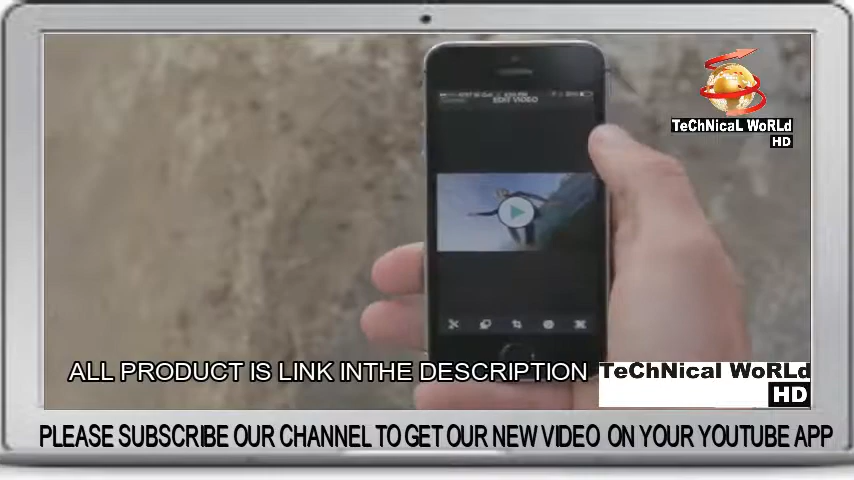 EDIT VIDEO
TeChNicaL WoRLd
HD
ALL PRODUCT IS LINK INTHE DESCRIPTION
TeChNical WoRLd
HD
PLEASE SUBSCRIBE OUR CHANNEL TO GET OUR NEW VIDEO ON YOUR YOUTUBE APP